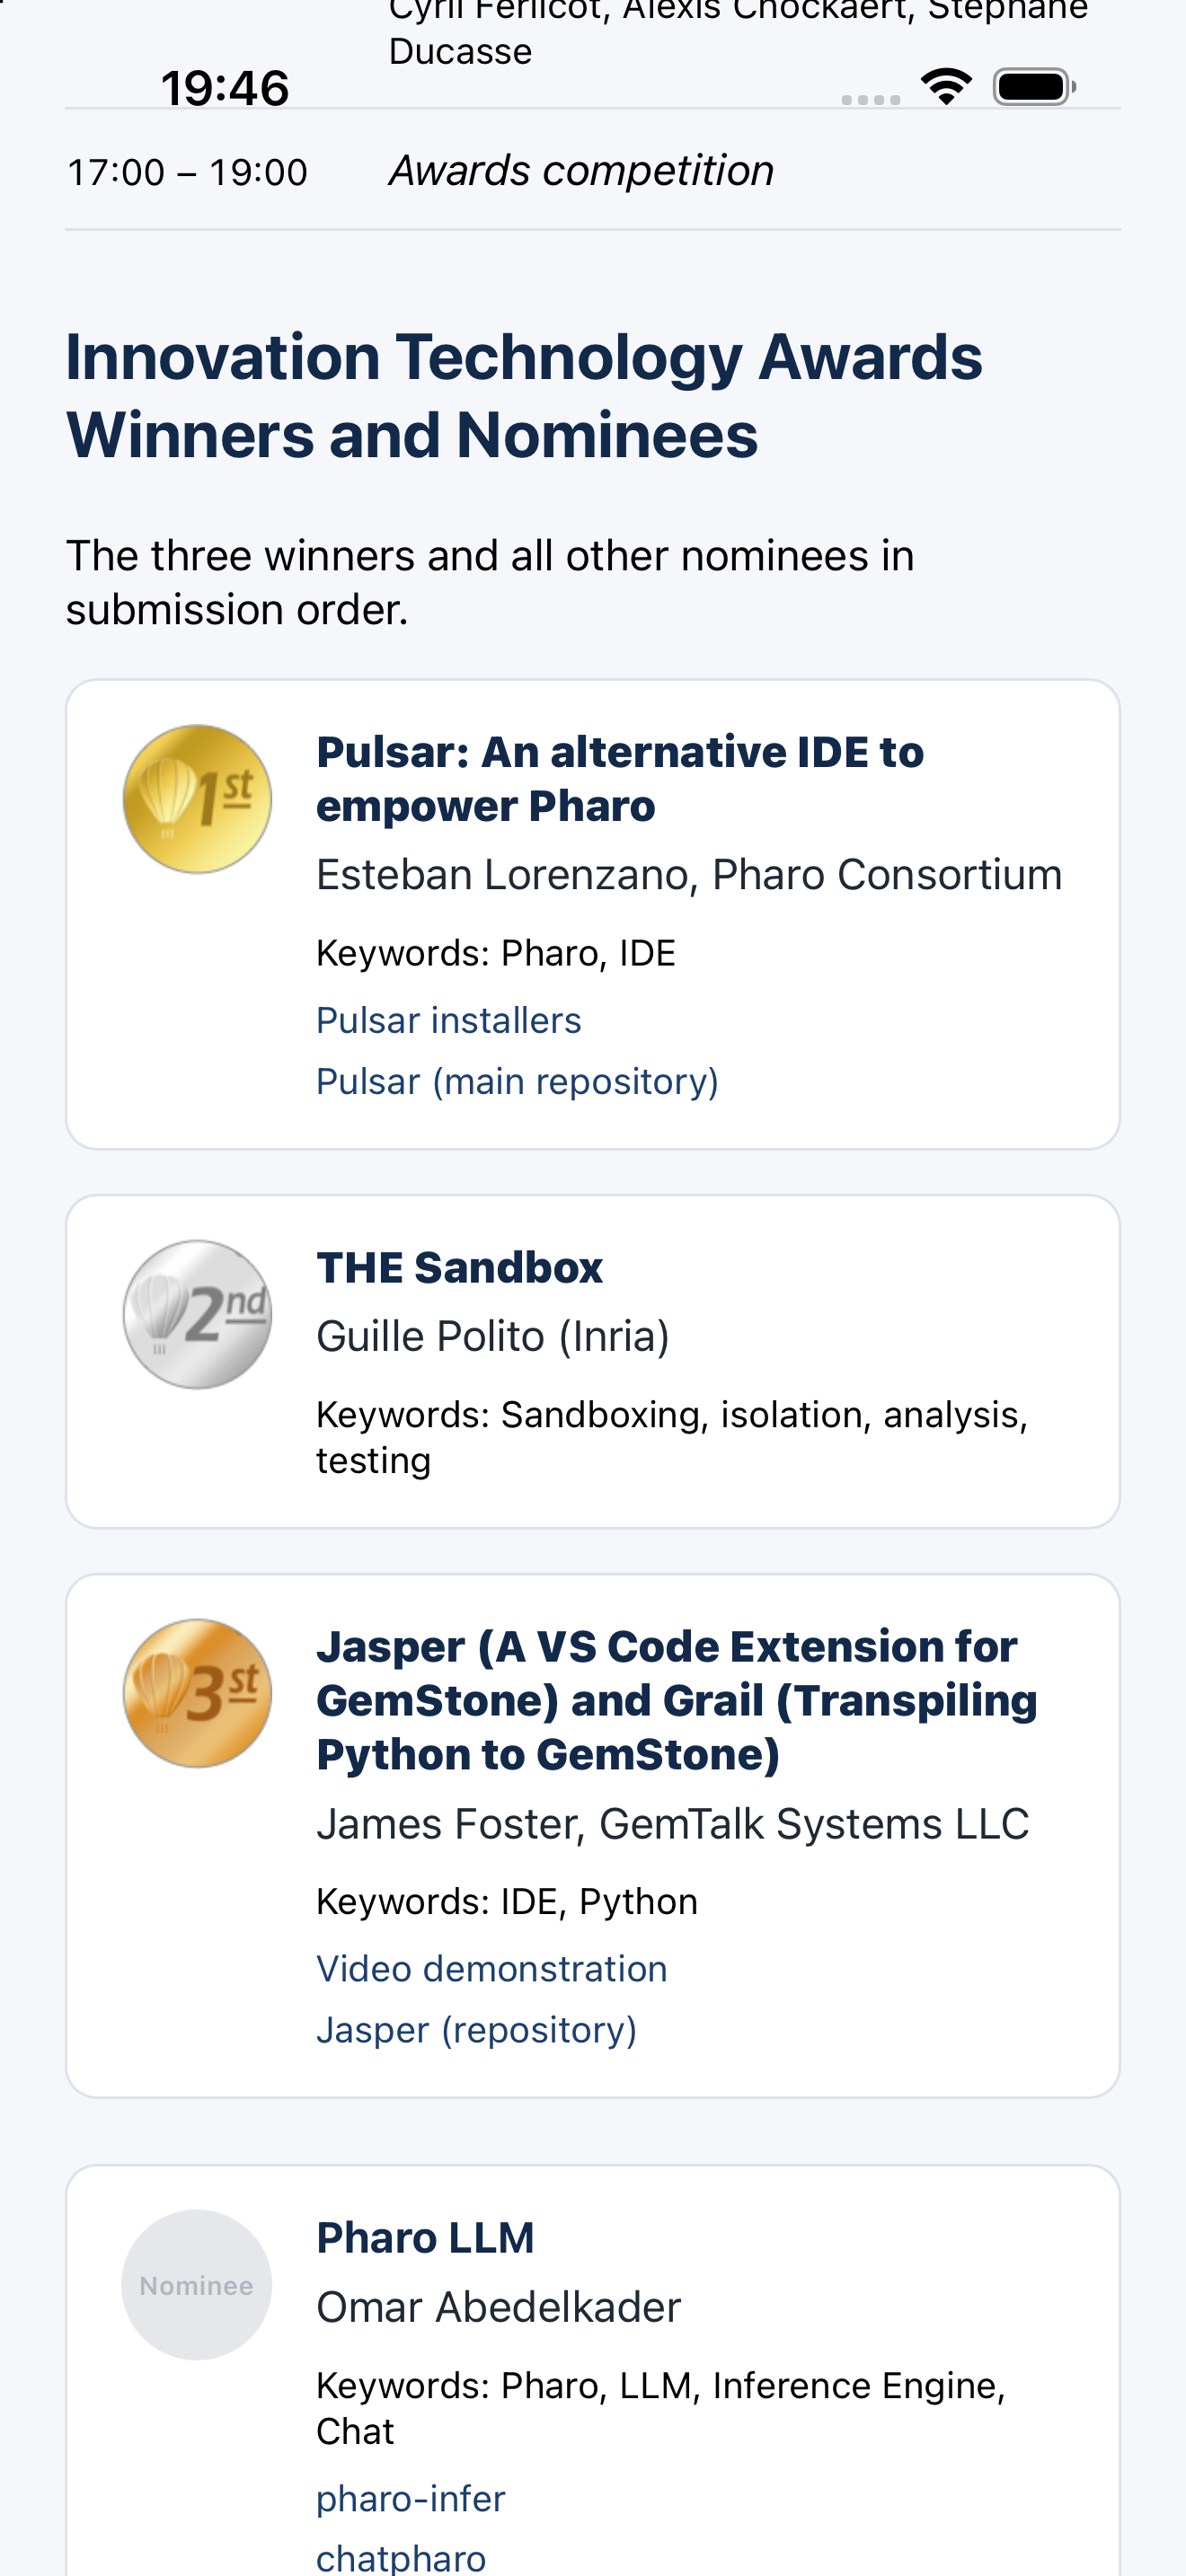 Cyril Ferlicot, Alexis Chockaert, Stéphane
Ducasse
19:46
17:00 – 19:00 Awards competition
Innovation Technology Awards
Winners and Nominees
The three winners and all other nominees in
submission order.
1st
Pulsar: An alternative IDE to
empower Pharo
Esteban Lorenzano, Pharo Consortium
Keywords: Pharo, IDE
Pulsar installers
Pulsar (main repository)
2nd
THE Sandbox
Guille Polito (Inria)
Keywords: Sandboxing, isolation, analysis,
testing
3st
Jasper (A VS Code Extension for
GemStone) and Grail (Transpiling
Python to GemStone)
James Foster, GemTalk Systems LLC
Keywords: IDE, Python
Video demonstration
Jasper (repository)
Nominee
Pharo LLM
Omar Abedelkader
Keywords: Pharo, LLM, Inference Engine,
Chat
pharo-infer
chatpharo